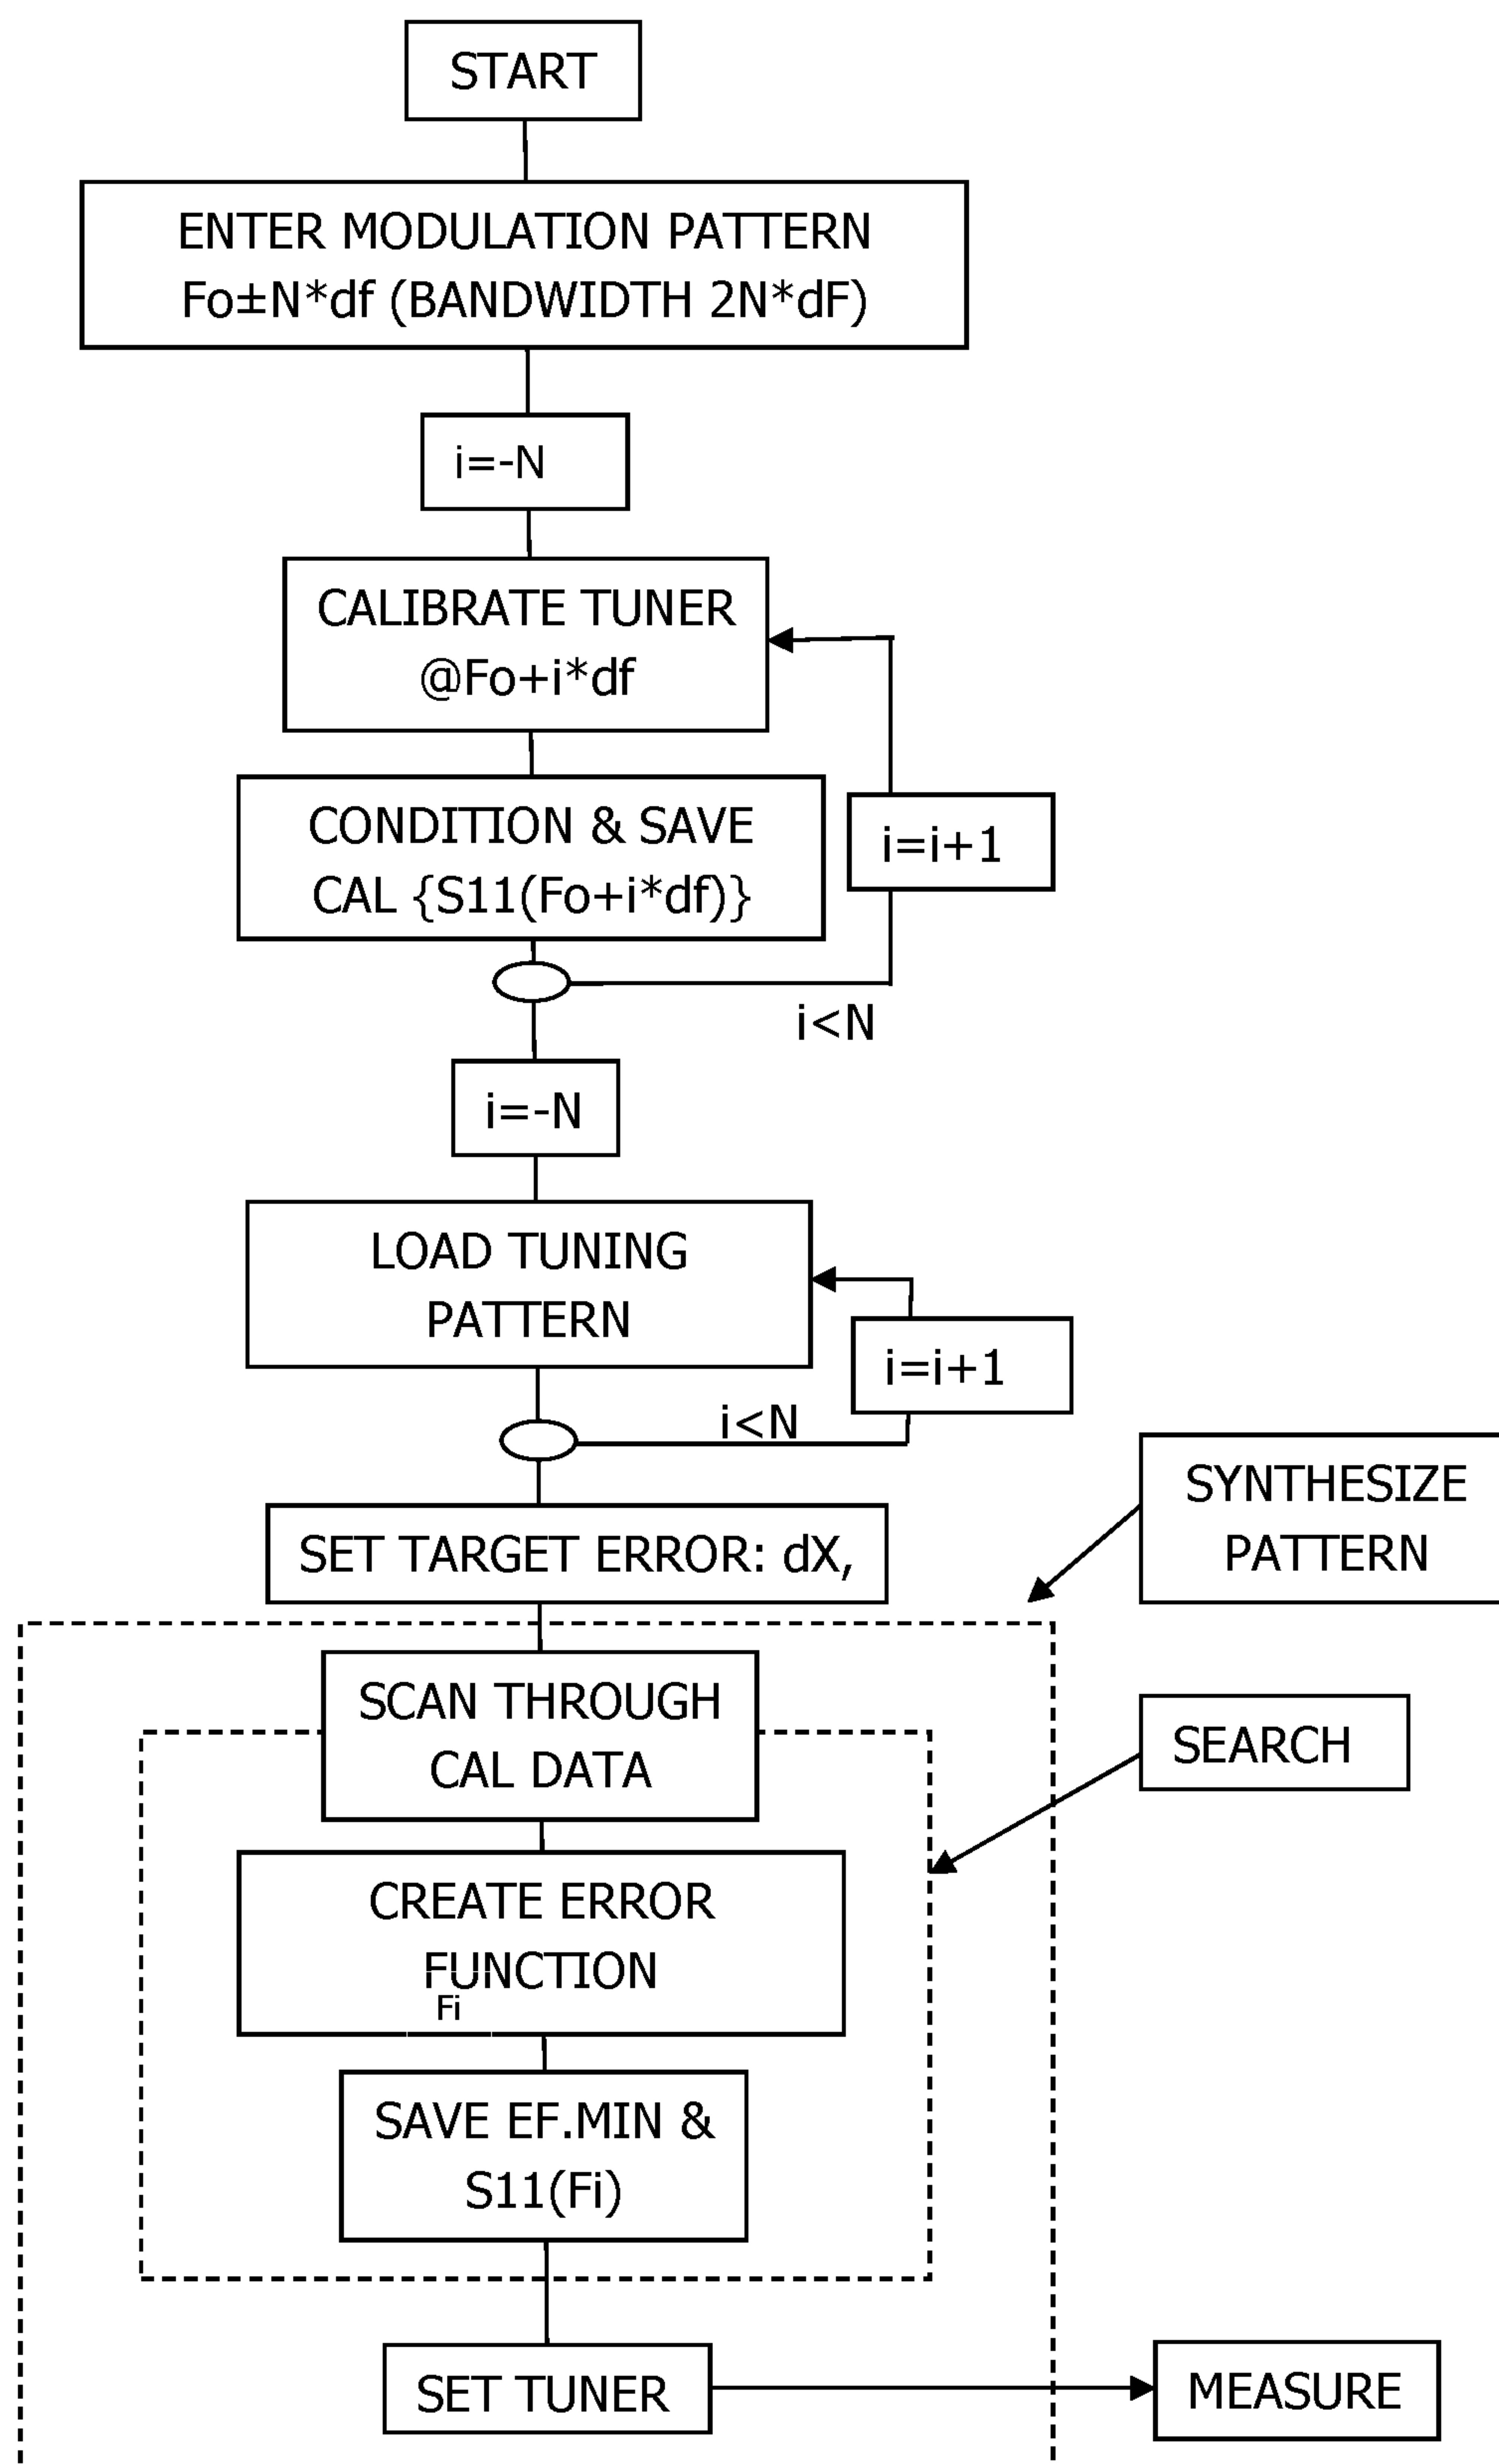 START
ENTER MODULATION PATTERN
Fo±N*df (BANDWIDTH 2N*dF)
i=-N
CALIBRATE TUNER
@Fo+i*df
CONDITION & SAVE
CAL {S11(Fo+i*df)}
i=i+1
i<N
i=-N
LOAD TUNING
PATTERN
i=i+1
i<N
SET TARGET ERROR: dX,
SYNTHESIZE
PATTERN
SCAN THROUGH
CAL DATA
SEARCH
CREATE ERROR
FUNCTION
Fi
SAVE EF.MIN &
S11(Fi)
SET TUNER
MEASURE